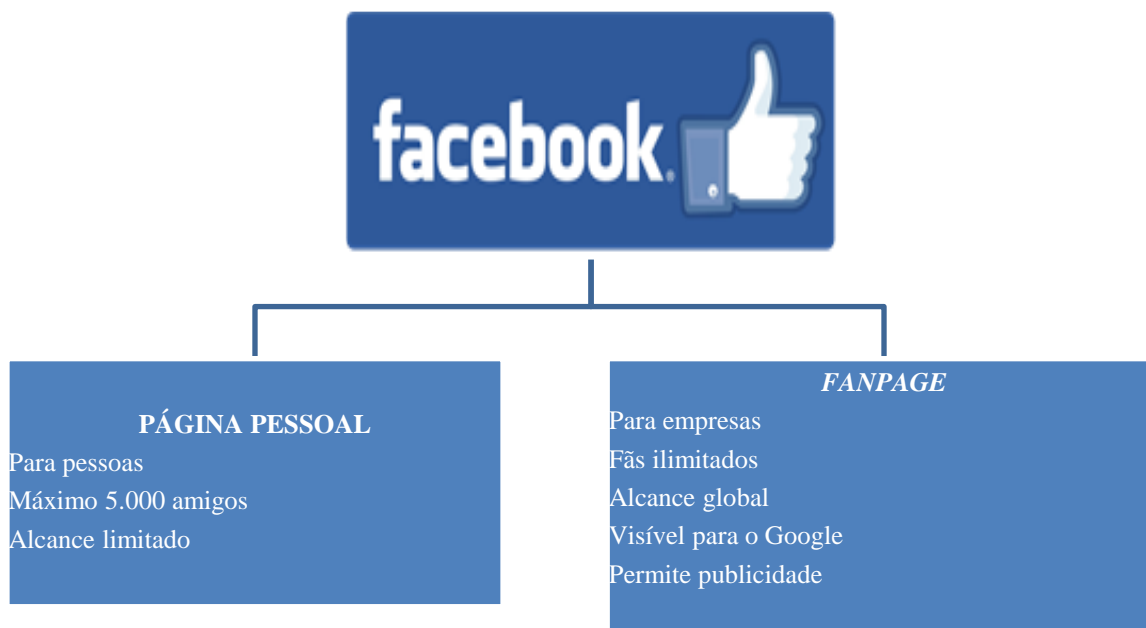 facebook®
PÁGINA PESSOAL
Para pessoas
Máximo 5.000 amigos
Alcance limitado
FANPAGE
Para empresas
Fãs ilimitados
Alcance global
Visível para o Google
Permite publicidade